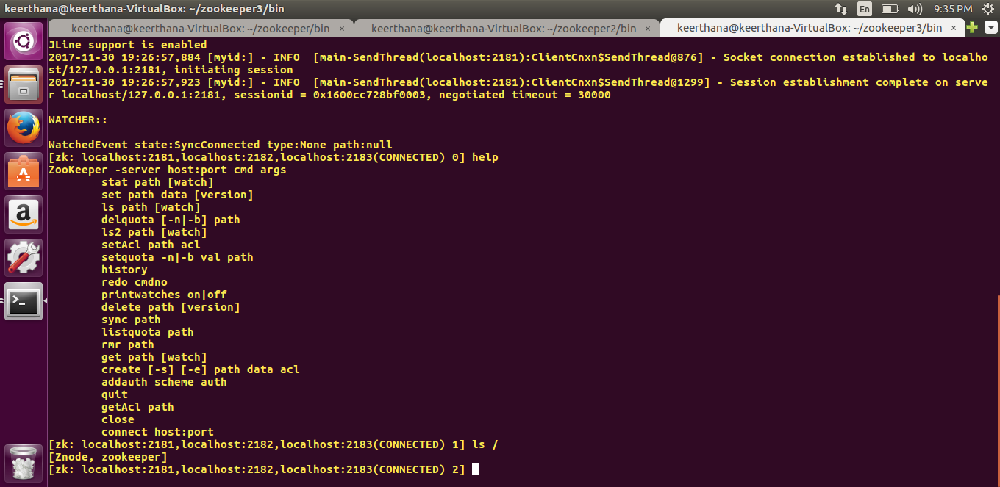 keerthana@keerthana-VirtualBox: ~/zookeeper3/bin
En
9:35 PM
keerthana@keerthana-VirtualBox: ~/zookeeper/bin ×
keerthana@keerthana-VirtualBox: ~/zookeeper2/bin ×
keerthana@keerthana-VirtualBox: ~/zookeeper3/bin ×
JLine support is enabled
2017-11-30 19:26:57,884 [myid:] - INFO  [main-SendThread(localhost:2181):ClientCnxn$SendThread@876] - Socket connection established to localho
st/127.0.0.1:2181, initiating session
2017-11-30 19:26:57,923 [myid:] - INFO  [main-SendThread(localhost:2181):ClientCnxn$SendThread@1299] - Session establishment complete on serve
r localhost/127.0.0.1:2181, sessionid = 0x1600cc728bf0003, negotiated timeout = 30000
WATCHER::
WatchedEvent state:SyncConnected type:None path:null
[zk: localhost:2181,localhost:2182,localhost:2183(CONNECTED) 0] help
ZooKeeper -server host:port cmd args
stat path [watch]
set path data [version]
ls path [watch]
delquota [-n|-b] path
ls2 path [watch]
setAcl path acl
setquota -n|-b val path
history
redo cmdno
printwatches on|off
delete path [version]
sync path
listquota path
rmr path
get path [watch]
create [-s] [-e] path data acl
addauth scheme auth
quit
getAcl path
close
connect host:port
[zk: localhost:2181,localhost:2182,localhost:2183(CONNECTED) 1] ls /
[Znode, zookeeper]
[zk: localhost:2181,localhost:2182,localhost:2183(CONNECTED) 2]